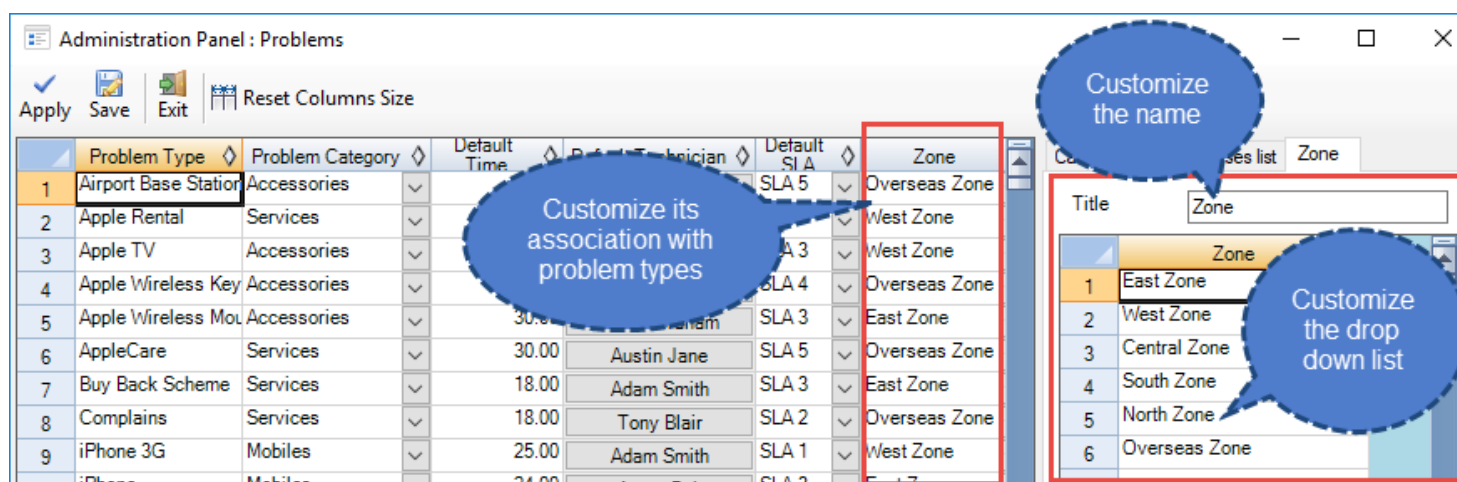 Administration Panel : Problems
Apply Save Exit Reset Columns Size
Customize
the name
Problem Type Problem Category Default Time Default SLA Zone
list Zone
Title Zone
1 Airport Base Station Accessories SLA 5 Overseas Zone
2 Apple Rental Services West Zone
3 Apple TV Accessories West Zone
4 Apple Wireless Key Accessories SLA 4 Overseas Zone
5 Apple Wireless Mou Accessories SLA 3 East Zone
6 AppleCare Services 30.00 Austin Jane SLA 5 Overseas Zone
7 Buy Back Scheme Services 18.00 Adam Smith SLA 3 East Zone
8 Complains Services 18.00 Tony Blair SLA 2 Overseas Zone
9 iPhone 3G Mobiles 25.00 Adam Smith SLA 1 West Zone
Customize its
association with
problem types
Zone
1 East Zone
2 West Zone
3 Central Zone
4 South Zone
5 North Zone
6 Overseas Zone
Customize
the drop
down list